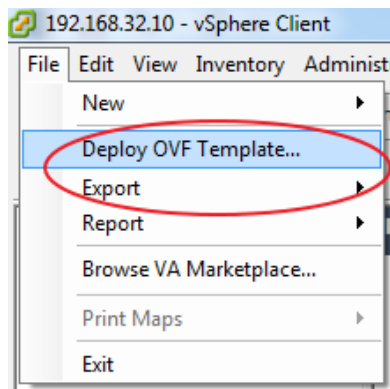 192.168.32.10 - vSphere Client
File Edit View Inventory Administ
New
Deploy OVF Template...
Export
Report
Browse VA Marketplace...
Print Maps
Exit